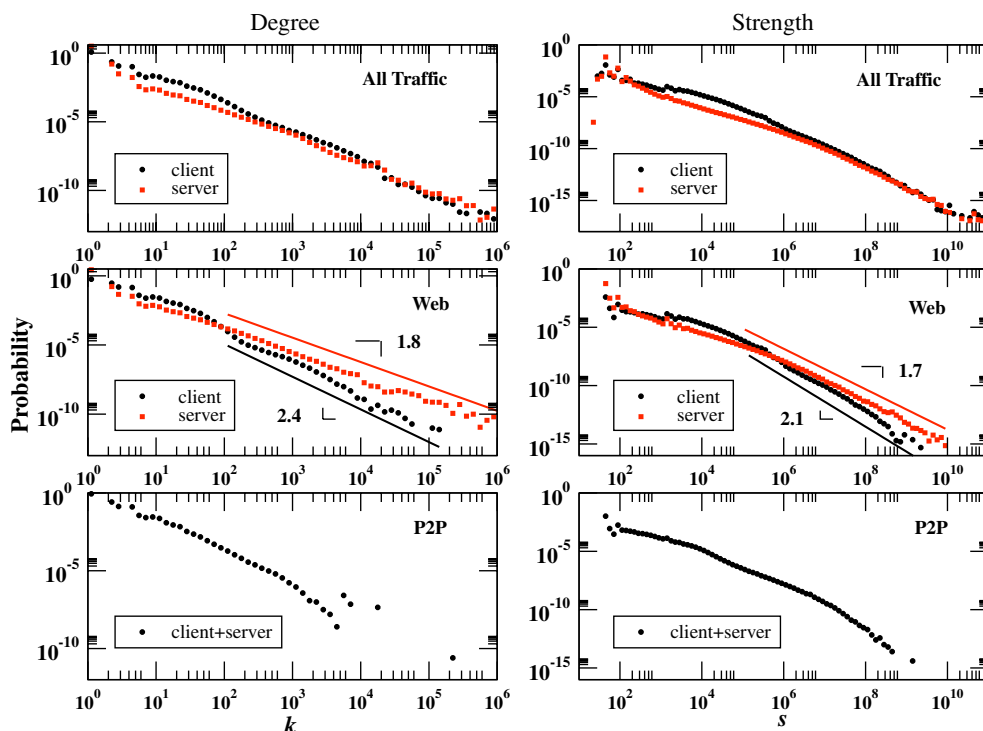 Degree
Strength
Probability
10^0
10^-5
10^-10
All Traffic
client
server
10^0 10^1 10^2 10^3 10^4 10^5 10^6
10^0
10^-5
10^-10
10^-15
All Traffic
client
server
10^2 10^4 10^6 10^8 10^10
10^0
10^-5
10^-10
Web
1.8
2.4
client
server
10^0 10^1 10^2 10^3 10^4 10^5 10^6
10^0
10^-5
10^-10
10^-15
Web
1.7
2.1
client
server
10^2 10^4 10^6 10^8 10^10
10^0
10^-5
10^-10
P2P
client+server
10^0 10^1 10^2 10^3 10^4 10^5 10^6
k
10^0
10^-5
10^-10
10^-15
P2P
client+server
10^2 10^4 10^6 10^8 10^10
s